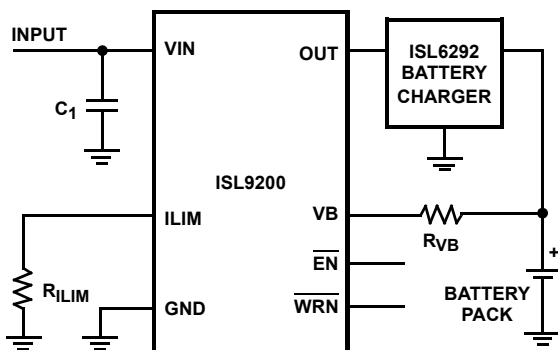 INPUT
VIN
OUT
ISL6292
BATTERY
CHARGER
C1
ISL9200
ILIM
VB
RVB
EN
RILIM
GND
WRN
BATTERY
PACK
+